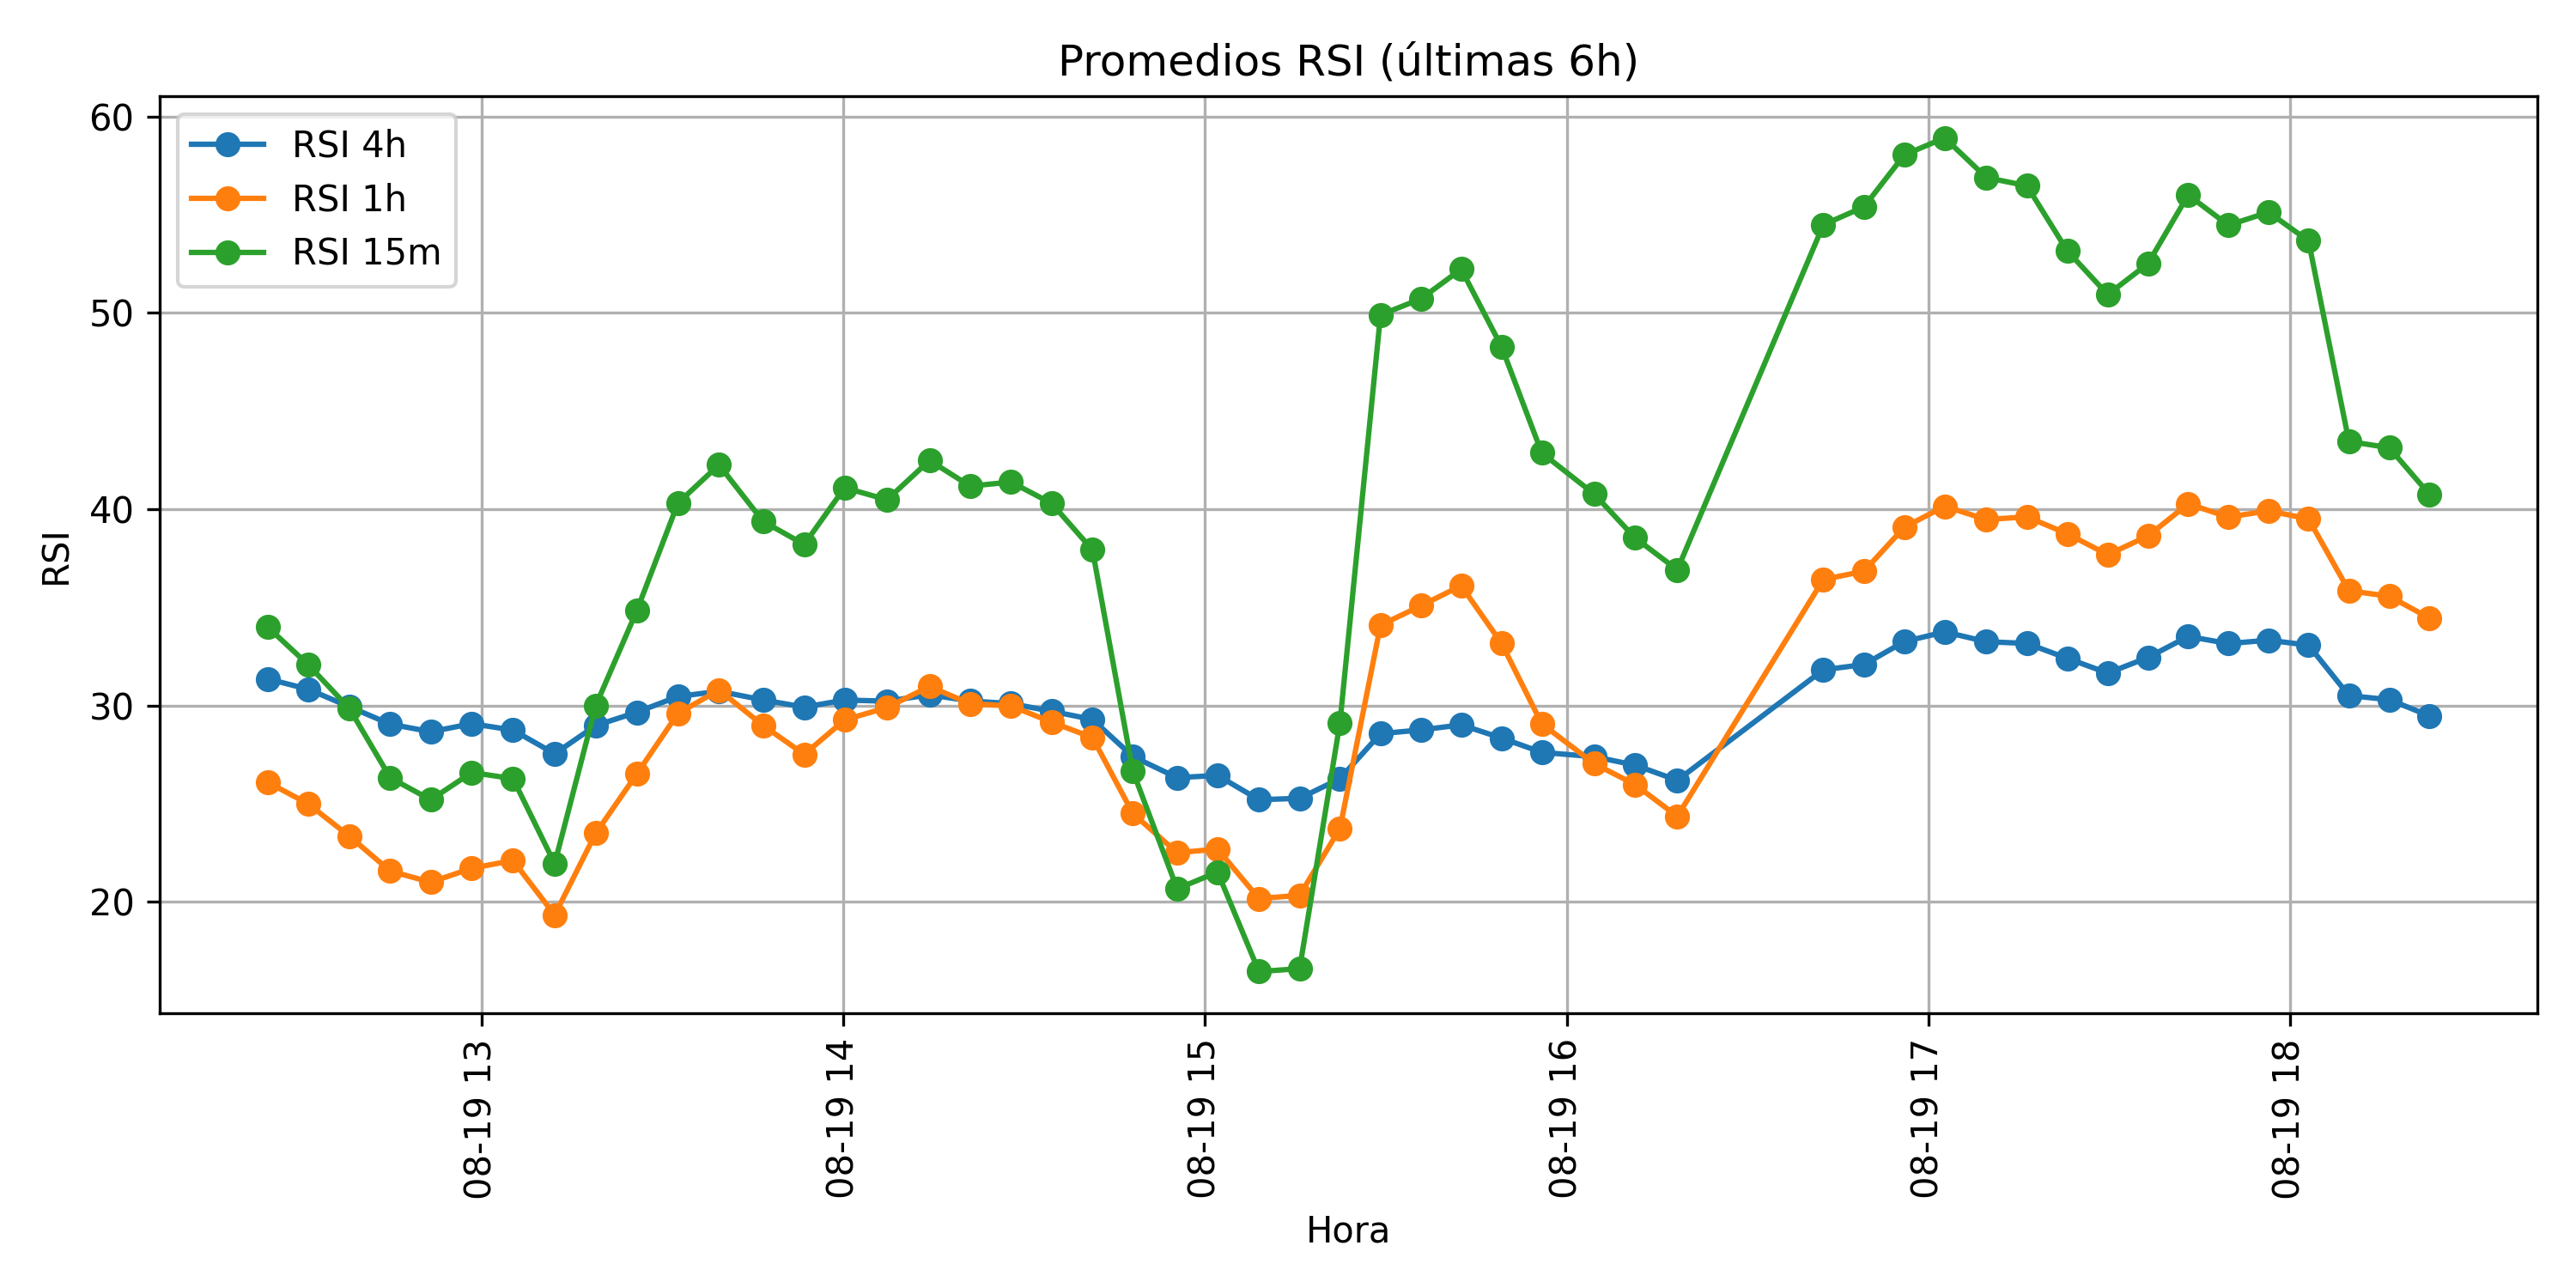 Promedios RSI (últimas 6h)
RSI 4h
RSI 1h
RSI 15m
60
50
40
30
20
RSI
08-19 13
08-19 14
08-19 15
08-19 16
08-19 17
08-19 18
Hora